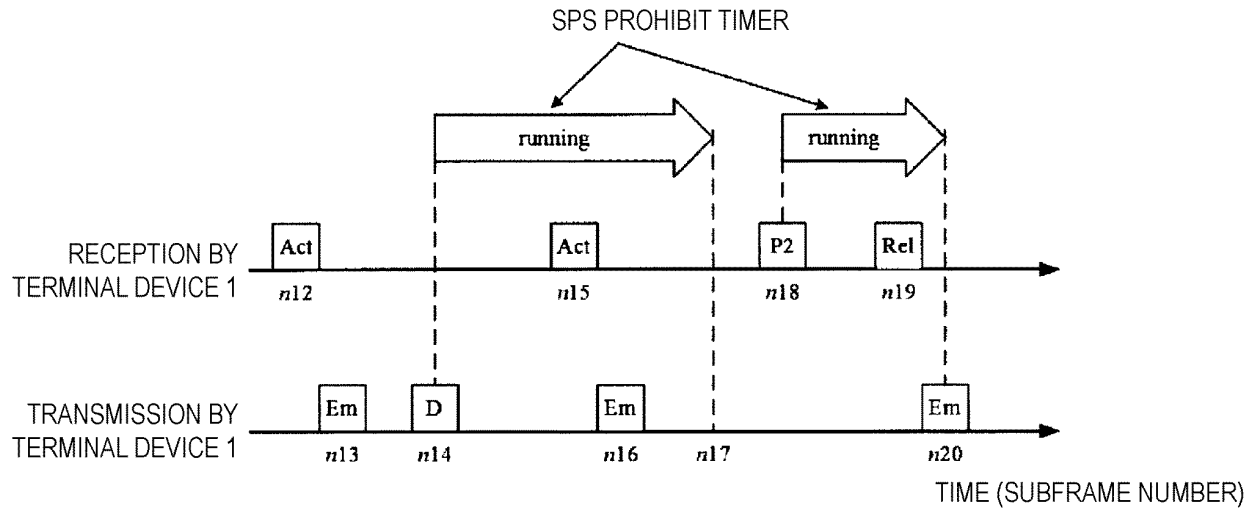 SPS PROHIBIT TIMER
running
running
RECEPTION BY
TERMINAL DEVICE 1
Act
Act
P2
Rel
n12
n15
n18
n19
TRANSMISSION BY
TERMINAL DEVICE 1
Em
D
Em
Em
n13
n14
n16
n17
n20
TIME (SUBFRAME NUMBER)